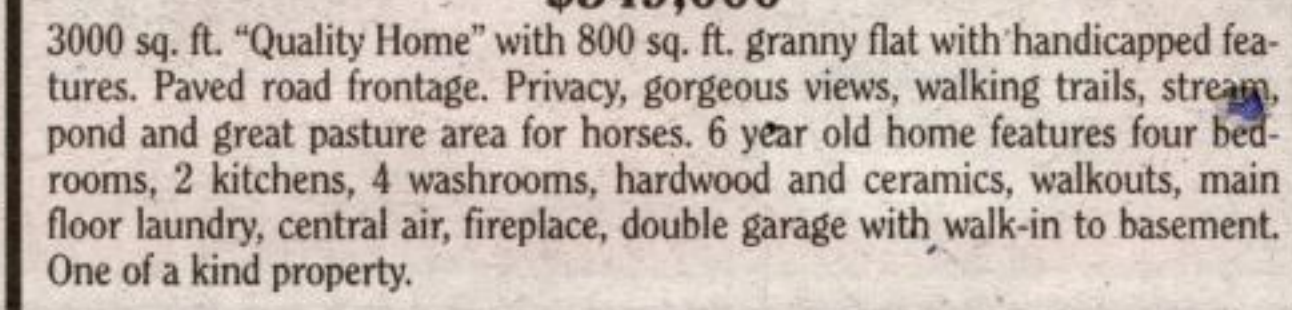 3000 sq. ft. “Quality Home” with 800 sq. ft. granny flat with handicapped fea-
tures. Paved road frontage. Privacy, gorgeous views, walking trails, stream,
pond and great pasture area for horses. 6 year old home features four bed-
rooms, 2 kitchens, 4 washrooms, hardwood and ceramics, walkouts, main
floor laundry, central air, fireplace, double garage with walk-in to basement.
One of a kind property.